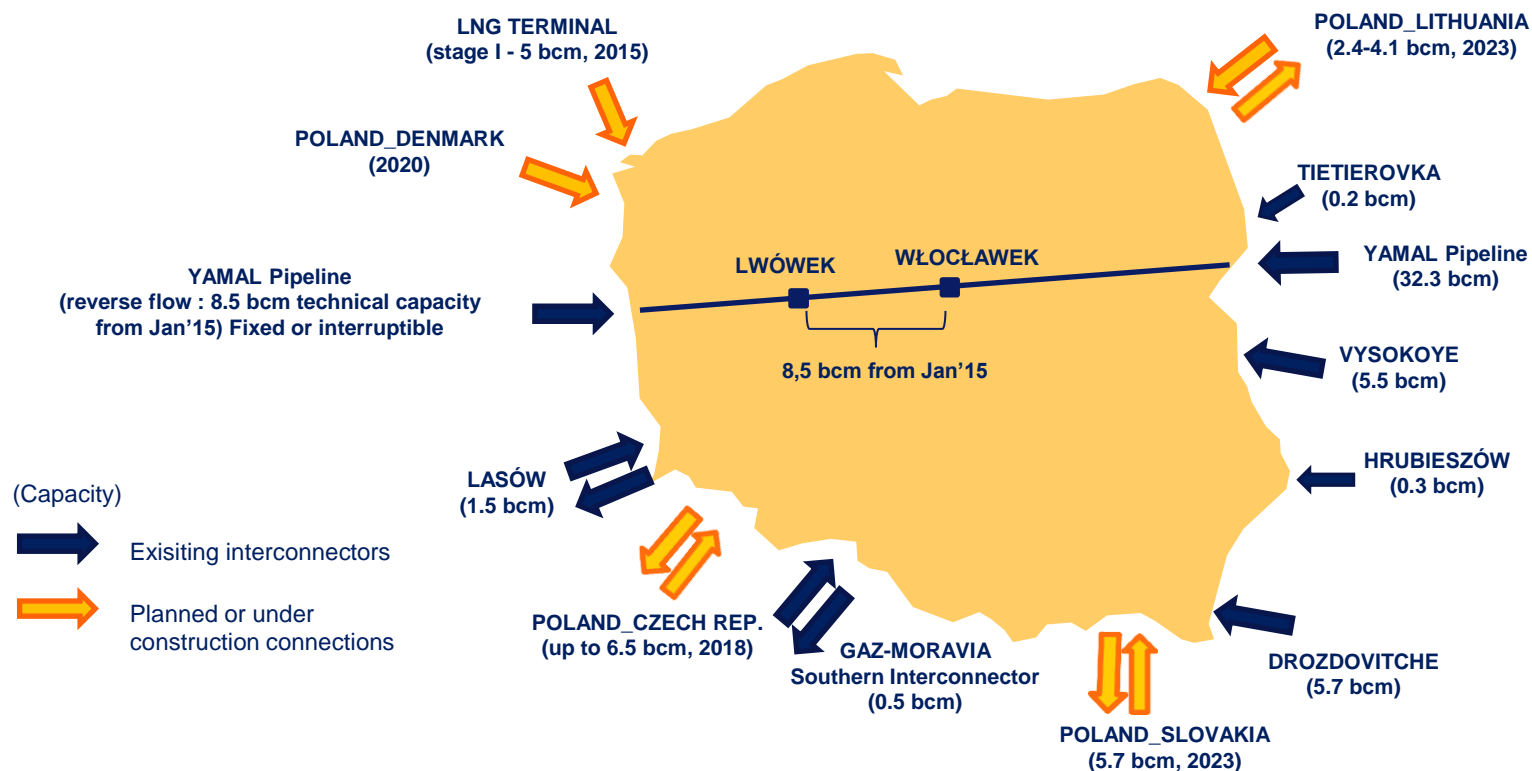 LNG TERMINAL
(stage I - 5 bcm, 2015)
POLAND_LITHUANIA
(2.4-4.1 bcm, 2023)
POLAND_DENMARK
(2020)
TIETIEROVKA
(0.2 bcm)
YAMAL Pipeline
(reverse flow : 8.5 bcm technical capacity
from Jan’15) Fixed or interruptible
LWÓWEK
WŁOCŁAWEK
YAMAL Pipeline
(32.3 bcm)
8,5 bcm from Jan’15
VYSOKOYE
(5.5 bcm)
LASÓW
(1.5 bcm)
HRUBIESZÓW
(0.3 bcm)
(Capacity)
Exisiting interconnectors
Planned or under
construction connections
POLAND_CZECH REP.
(up to 6.5 bcm, 2018)
GAZ-MORAVIA
Southern Interconnector
(0.5 bcm)
DROZDOVITCHE
(5.7 bcm)
POLAND_SLOVAKIA
(5.7 bcm, 2023)